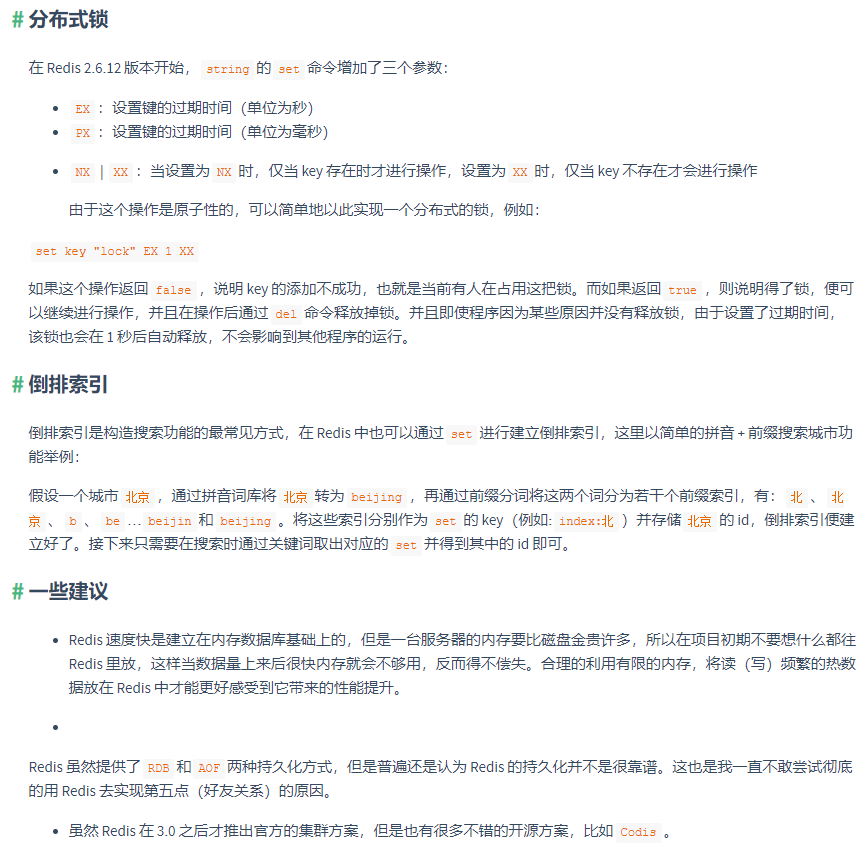 # 分布式锁
在 Redis 2.6.12 版本开始， string 的 set 命令增加了三个参数：
• EX ：设置键的过期时间（单位为秒）
• PX ：设置键的过期时间（单位为毫秒）
• NX | XX ：当设置为 NX 时，仅当 key 存在时才进行操作，设置为 XX 时，仅当 key 不存在才会进行操作
由于这个操作是原子性的，可以简单地以此实现一个分布式的锁，例如：
set key "lock" EX 1 XX
如果这个操作返回 false ，说明 key 的添加不成功，也就是当前有人在占用这把锁。而如果返回 true ，则说明得了锁，便可
以继续进行操作，并且在操作后通过 del 命令释放掉锁。并且即使程序因为某些原因并没有释放锁，由于设置了过期时间，
该锁也会在 1 秒后自动释放，不会影响到其他程序的运行。
# 倒排索引
倒排索引是构造搜索功能的最常见方式，在 Redis 中也可以通过 set 进行建立倒排索引，这里以简单的拼音 + 前缀搜索城市功
能举例：
假设一个城市 北京 ，通过拼音词库将 北京 转为 beijing ，再通过前缀分词将这两个词分为若干个前缀索引，有： 北 、 北
京 、 b 、 be … beijin 和 beijing 。将这些索引分别作为 set 的 key（例如: index:北 ）并存储 北京 的 id，倒排索引便建
立好了。接下来只需要在搜索时通过关键词取出对应的 set 并得到其中的 id 即可。
# 一些建议
• Redis 速度快是建立在内存数据库基础上的，但是一台服务器的内存要比磁盘金贵许多，所以在项目初期不要想什么都往
Redis 里放，这样当数据量上来后很快内存就会不够用，反而得不偿失。合理的利用有限的内存，将读（写）频繁的热数
据放在 Redis 中才能更好感受到它带来的性能提升。
•
Redis 虽然提供了 RDB 和 AOF 两种持久化方式，但是普遍还是认为 Redis 的持久化并不是很靠谱。这也是我一直不敢尝试彻底
的用 Redis 去实现第五点（好友关系）的原因。
• 虽然 Redis 在 3.0 之后才推出官方的集群方案，但是也有很多不错的开源方案，比如 Codis 。